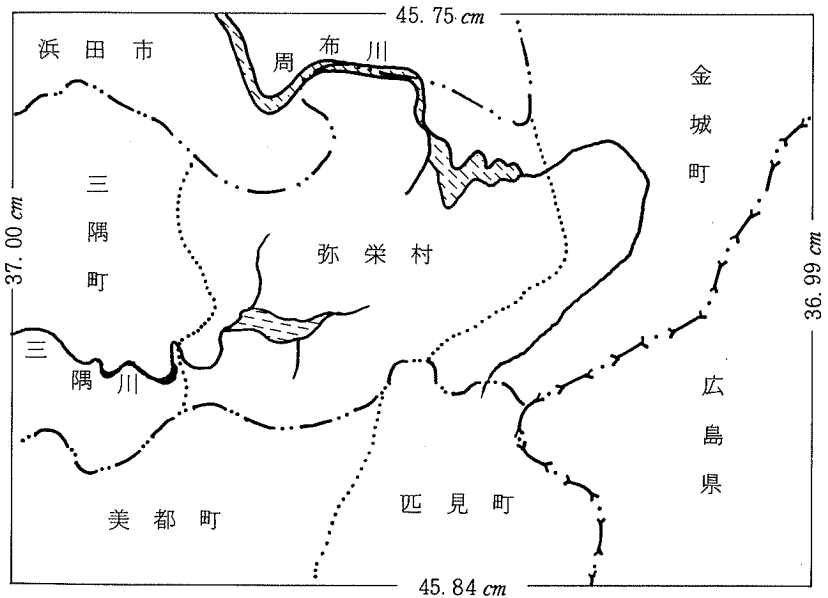 45.75 cm
浜田市
周布川
金城町
三隅町
37.00 cm
弥栄村
36.99 cm
三隅川
広島県
美都町
匹見町
45.84 cm